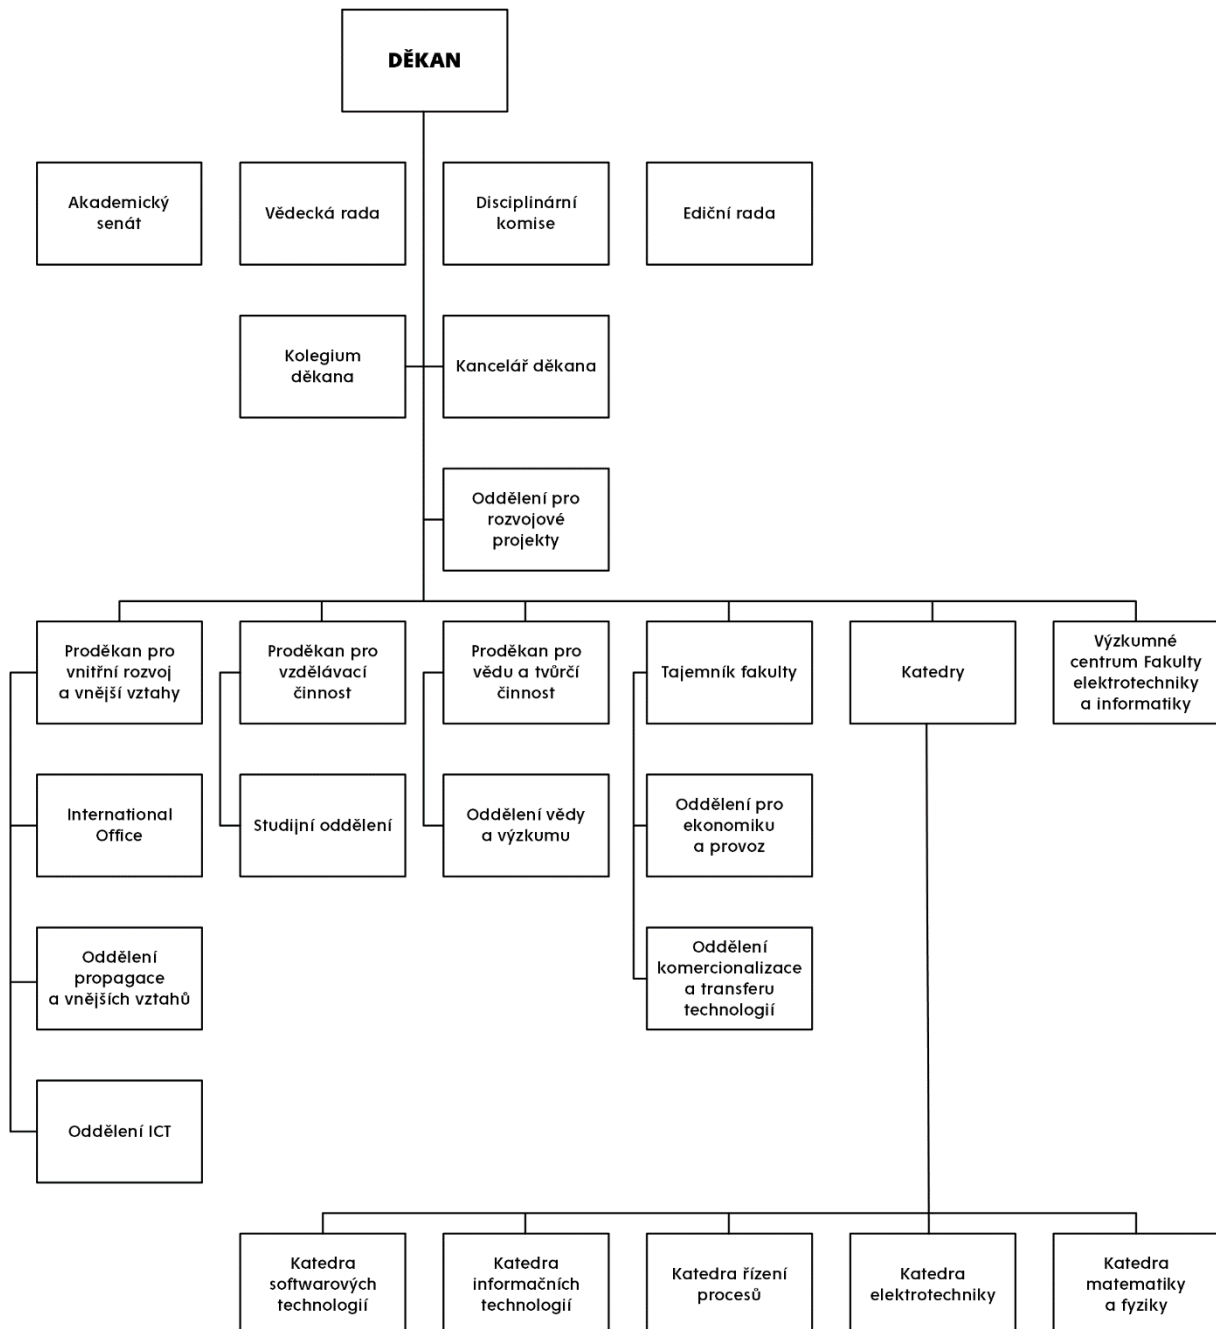 DĚKAN
Akademický
senát
Vědecká rada
Disciplinární
komise
Ediční rada
Kolegium
děkana
Kancelář děkana
Oddělení pro
rozvojové
projekty
Proděkan pro
vnitřní rozvoj
a vnější vztahy
Proděkan pro
vzdělávací
činnost
Proděkan pro
vědu a tvůrčí
činnost
Tajemník fakulty
Katedry
Výzkumné
centrum Fakulty
elektrotechniky
a informatiky
International
Office
Studijní oddělení
Oddělení vědy
a výzkumu
Oddělení pro
ekonomiku
a provoz
Oddělení
propagace
a vnějších vztahů
Oddělení
komercionalizace
a transferu
technologií
Oddělení ICT
Katedra
softwarových
technologií
Katedra
informačních
technologií
Katedra řízení
procesů
Katedra
elektrotechniky
Katedra
matematiky
a fyziky